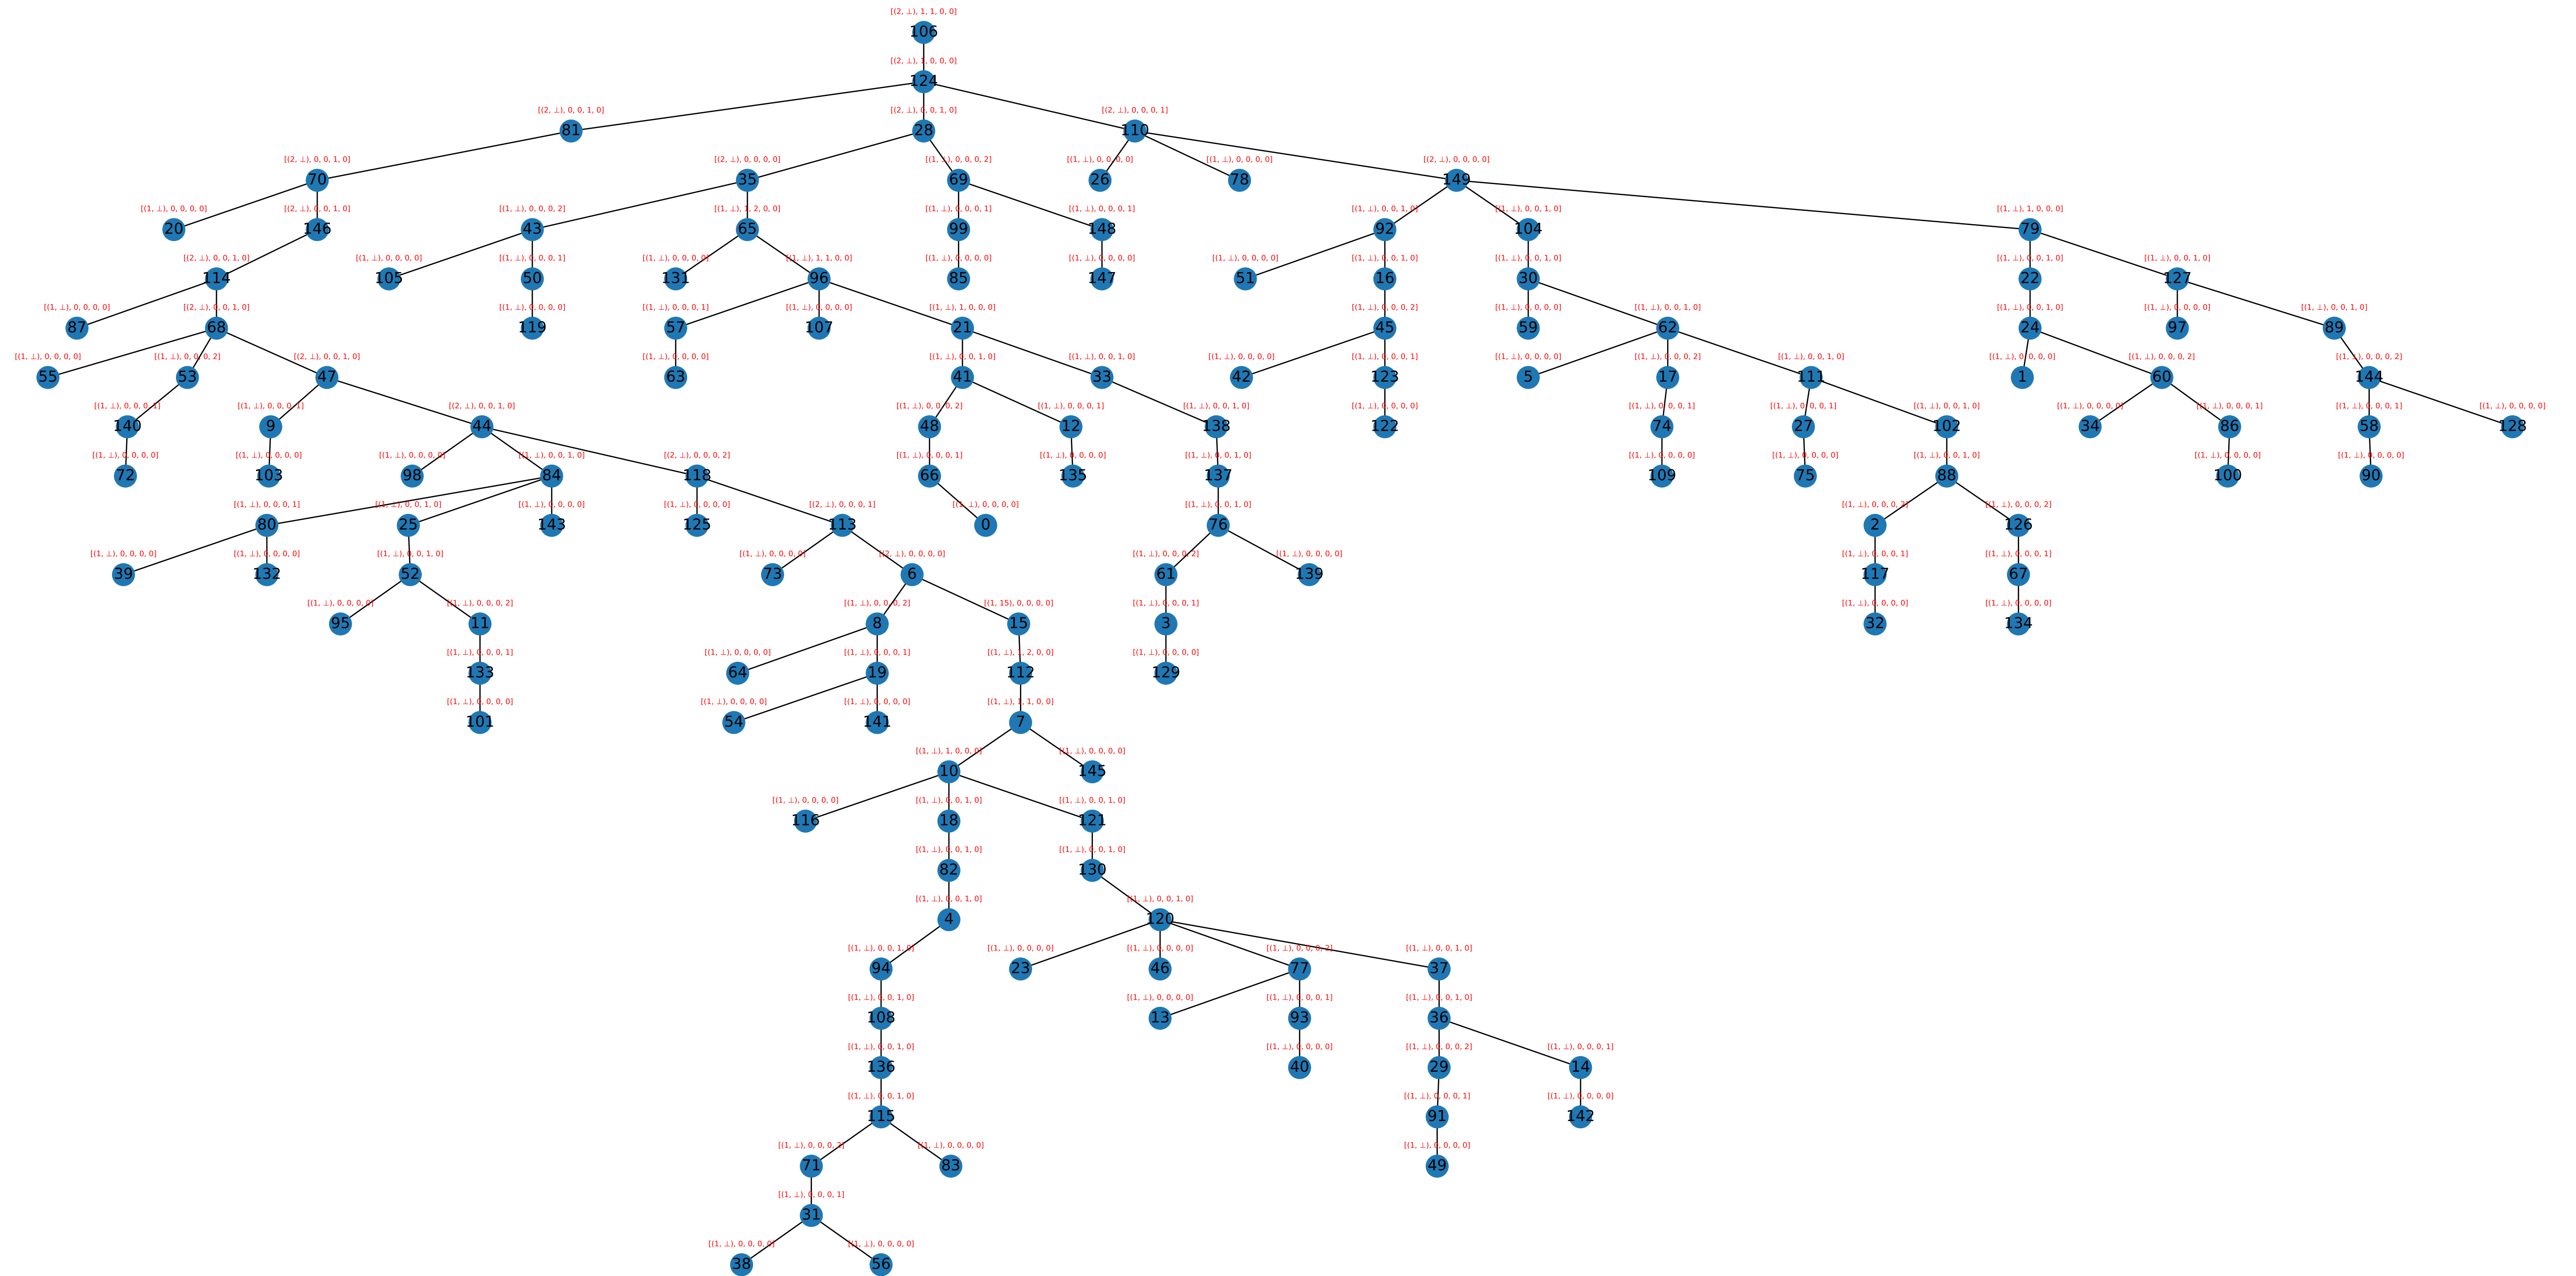 [(2, ⊥), 1, 1, 0, 0]
106
[(2, ⊥), 1, 0, 0, 0]
124
[(2, ⊥), 0, 0, 1, 0] [(2, ⊥), 0, 0, 1, 0] [(2, ⊥), 0, 0, 0, 1]
81 28 110
[(2, ⊥), 0, 0, 1, 0] [(2, ⊥), 0, 0, 0, 0] [(1, ⊥), 0, 0, 0, 2] [(1, ⊥), 0, 0, 0, 0] [(1, ⊥), 0, 0, 0, 0] [(2, ⊥), 0, 0, 0, 0]
70 35 69 26 78 149
[(1, ⊥), 0, 0, 0, 0] [(2, ⊥), 0, 0, 1, 0] [(1, ⊥), 0, 0, 0, 2] [(1, ⊥), 1, 2, 0, 0] [(1, ⊥), 0, 0, 0, 1] [(1, ⊥), 0, 0, 0, 1] [(1, ⊥), 0, 0, 1, 0] [(1, ⊥), 0, 0, 1, 0] [(1, ⊥), 1, 0, 0, 0]
20 146 43 65 99 148 92 104 79
[(2, ⊥), 0, 0, 1, 0] [(1, ⊥), 0, 0, 0, 0] [(1, ⊥), 0, 0, 0, 1] [(1, ⊥), 0, 0, 0, 0] [(1, ⊥), 1, 1, 0, 0] [(1, ⊥), 0, 0, 0, 0] [(1, ⊥), 0, 0, 0, 0] [(1, ⊥), 0, 0, 0, 0] [(1, ⊥), 0, 0, 1, 0] [(1, ⊥), 0, 0, 1, 0] [(1, ⊥), 0, 0, 1, 0] [(1, ⊥), 0, 0, 1, 0]
114 105 50 131 96 85 147 51 16 30 22 127
[(1, ⊥), 0, 0, 0, 0] [(2, ⊥), 0, 0, 1, 0] [(1, ⊥), 0, 0, 0, 0] [(1, ⊥), 0, 0, 0, 1] [(1, ⊥), 0, 0, 0, 0] [(1, ⊥), 1, 0, 0, 0] [(1, ⊥), 0, 0, 0, 2] [(1, ⊥), 0, 0, 0, 0] [(1, ⊥), 0, 0, 1, 0] [(1, ⊥), 0, 0, 1, 0] [(1, ⊥), 0, 0, 0, 0] [(1, ⊥), 0, 0, 1, 0]
87 68 119 57 107 21 45 59 62 24 97 89
[(1, ⊥), 0, 0, 0, 0] [(1, ⊥), 0, 0, 0, 2] [(2, ⊥), 0, 0, 1, 0] [(1, ⊥), 0, 0, 0, 0] [(1, ⊥), 0, 0, 1, 0] [(1, ⊥), 0, 0, 1, 0] [(1, ⊥), 0, 0, 0, 0] [(1, ⊥), 0, 0, 0, 1] [(1, ⊥), 0, 0, 0, 0] [(1, ⊥), 0, 0, 0, 2] [(1, ⊥), 0, 0, 1, 0] [(1, ⊥), 0, 0, 0, 0] [(1, ⊥), 0, 0, 0, 2] [(1, ⊥), 0, 0, 0, 2]
55 53 47 63 41 33 42 123 5 17 111 1 60 144
[(1, ⊥), 0, 0, 0, 1] [(1, ⊥), 0, 0, 0, 1] [(2, ⊥), 0, 0, 1, 0] [(1, ⊥), 0, 0, 0, 2] [(1, ⊥), 0, 0, 0, 1] [(1, ⊥), 0, 0, 1, 0] [(1, ⊥), 0, 0, 0, 0] [(1, ⊥), 0, 0, 0, 1] [(1, ⊥), 0, 0, 0, 1] [(1, ⊥), 0, 0, 1, 0] [(1, ⊥), 0, 0, 0, 0] [(1, ⊥), 0, 0, 0, 1] [(1, ⊥), 0, 0, 0, 1] [(1, ⊥), 0, 0, 0, 0]
140 9 44 48 12 138 122 74 27 102 34 86 58 128
[(1, ⊥), 0, 0, 0, 0] [(1, ⊥), 0, 0, 0, 0] [(1, ⊥), 0, 0, 0, 0] [(1, ⊥), 0, 0, 1, 0] [(2, ⊥), 0, 0, 0, 2] [(1, ⊥), 0, 0, 0, 1] [(1, ⊥), 0, 0, 0, 0] [(1, ⊥), 0, 0, 1, 0] [(1, ⊥), 0, 0, 0, 0] [(1, ⊥), 0, 0, 0, 0] [(1, ⊥), 0, 0, 1, 0] [(1, ⊥), 0, 0, 0, 0] [(1, ⊥), 0, 0, 0, 0]
72 103 98 84 118 66 135 137 109 75 88 100 90
[(1, ⊥), 0, 0, 0, 1] [(1, ⊥), 0, 0, 1, 0] [(1, ⊥), 0, 0, 0, 0] [(1, ⊥), 0, 0, 0, 0] [(2, ⊥), 0, 0, 0, 1] [(1, ⊥), 0, 0, 0, 0] [(1, ⊥), 0, 0, 1, 0] [(1, ⊥), 0, 0, 0, 2] [(1, ⊥), 0, 0, 0, 2]
80 25 143 125 113 0 76 2 126
[(1, ⊥), 0, 0, 0, 0] [(1, ⊥), 0, 0, 0, 0] [(1, ⊥), 0, 0, 1, 0] [(1, ⊥), 0, 0, 0, 0] [(2, ⊥), 0, 0, 0, 0] [(1, ⊥), 0, 0, 0, 2] [(1, ⊥), 0, 0, 0, 0] [(1, ⊥), 0, 0, 0, 1] [(1, ⊥), 0, 0, 0, 1]
39 132 52 73 6 61 139 117 67
[(1, ⊥), 0, 0, 0, 0] [(1, ⊥), 0, 0, 0, 2] [(1, ⊥), 0, 0, 0, 2] [(1, 15), 0, 0, 0, 0] [(1, ⊥), 0, 0, 0, 1] [(1, ⊥), 0, 0, 0, 0] [(1, ⊥), 0, 0, 0, 0]
95 11 8 15 3 32 134
[(1, ⊥), 0, 0, 0, 1] [(1, ⊥), 0, 0, 0, 0] [(1, ⊥), 0, 0, 0, 1] [(1, ⊥), 1, 2, 0, 0] [(1, ⊥), 0, 0, 0, 0]
133 64 19 112 129
[(1, ⊥), 0, 0, 0, 0] [(1, ⊥), 0, 0, 0, 0] [(1, ⊥), 0, 0, 0, 0] [(1, ⊥), 1, 1, 0, 0]
101 54 141 7
[(1, ⊥), 1, 0, 0, 0] [(1, ⊥), 0, 0, 0, 0]
10 145
[(1, ⊥), 0, 0, 0, 0] [(1, ⊥), 0, 0, 1, 0] [(1, ⊥), 0, 0, 1, 0]
116 18 121
[(1, ⊥), 0, 0, 1, 0] [(1, ⊥), 0, 0, 1, 0]
82 130
[(1, ⊥), 0, 0, 1, 0] [(1, ⊥), 0, 0, 1, 0]
4 120
[(1, ⊥), 0, 0, 1, 0] [(1, ⊥), 0, 0, 0, 0] [(1, ⊥), 0, 0, 0, 0] [(1, ⊥), 0, 0, 0, 2] [(1, ⊥), 0, 0, 1, 0]
94 23 46 77 37
[(1, ⊥), 0, 0, 1, 0] [(1, ⊥), 0, 0, 0, 0] [(1, ⊥), 0, 0, 0, 1] [(1, ⊥), 0, 0, 1, 0]
108 13 93 36
[(1, ⊥), 0, 0, 1, 0] [(1, ⊥), 0, 0, 0, 0] [(1, ⊥), 0, 0, 0, 2] [(1, ⊥), 0, 0, 0, 1]
136 40 29 14
[(1, ⊥), 0, 0, 1, 0] [(1, ⊥), 0, 0, 0, 1] [(1, ⊥), 0, 0, 0, 0]
115 91 142
[(1, ⊥), 0, 0, 0, 2] [(1, ⊥), 0, 0, 0, 0] [(1, ⊥), 0, 0, 0, 0]
71 83 49
[(1, ⊥), 0, 0, 0, 1]
31
[(1, ⊥), 0, 0, 0, 0] [(1, ⊥), 0, 0, 0, 0]
38 56